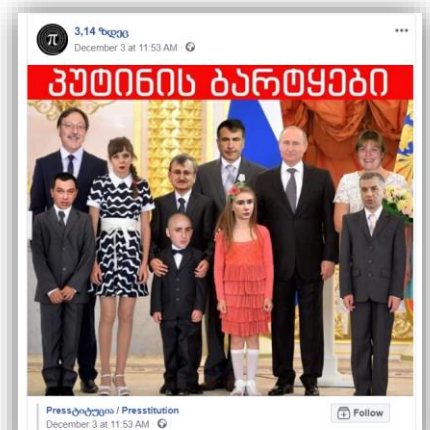 3,14 ზდეც
December 3 at 11:53 AM ·
...
π
პუტინის ბარტყები
Pressტიტუცია / Presstitution
December 3 at 11:53 AM ·
Follow